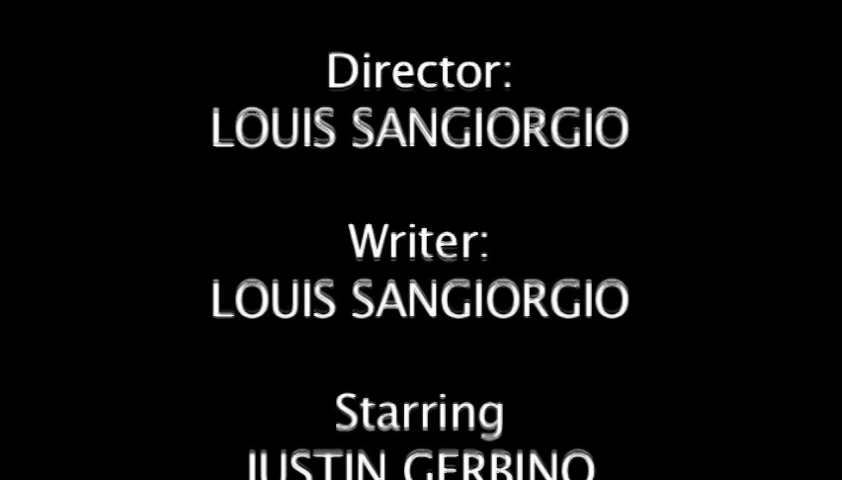 Director:
LOUIS SANGIORGIO
Writer:
LOUIS SANGIORGIO
Starring
JUSTIN GERBINO